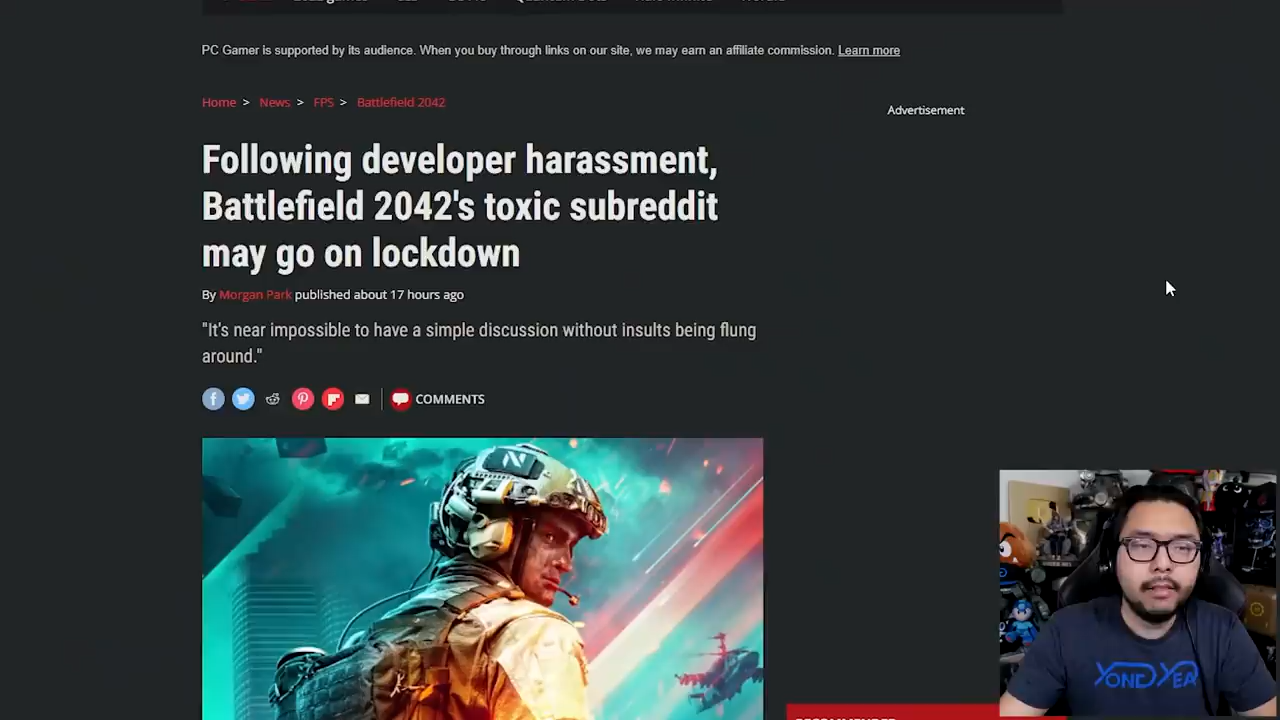 PC Gamer is supported by its audience. When you buy through links on our site, we may earn an affiliate commission. Learn more
Home > News > FPS > Battlefield 2042
Advertisement
Following developer harassment,
Battlefield 2042's toxic subreddit
may go on lockdown
By Morgan Park published about 17 hours ago
"It's near impossible to have a simple discussion without insults being flung
around."
COMMENTS
YONGYEA